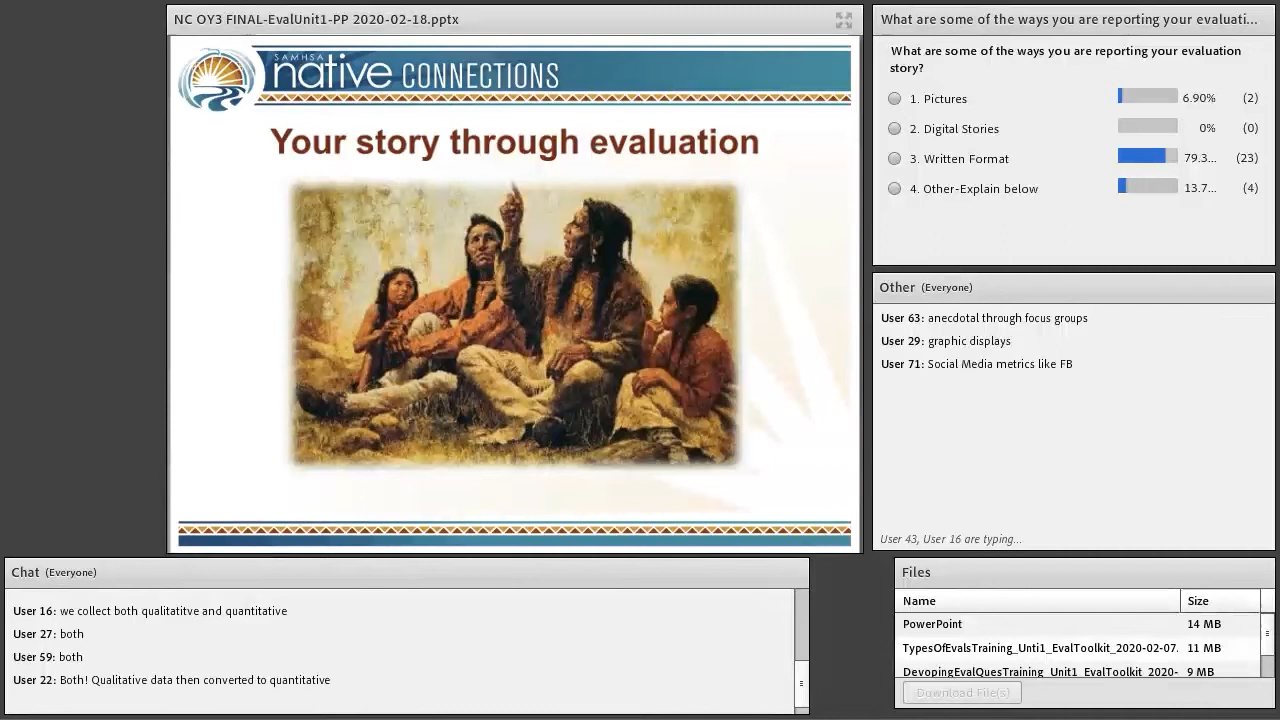 NC OY3 FINAL-EvalUnit1-PP 2020-02-18.pptx
SAMHSA
native CONNECTIONS
Your story through evaluation
What are some of the ways you are reporting your evaluati...
What are some of the ways you are reporting your evaluation
story?
1. Pictures 6.90% (2)
2. Digital Stories 0% (0)
3. Written Format 79.3... (23)
4. Other-Explain below 13.7... (4)
Other (Everyone)
User 63: anecdotal through focus groups
User 29: graphic displays
User 71: Social Media metrics like FB
User 43, User 16 are typing...
Chat (Everyone)
User 16: we collect both qualitatitve and quantitative
User 27: both
User 59: both
User 22: Both! Qualitative data then converted to quantitative
Files
Name Size
PowerPoint 14 MB
TypesOfEvalsTraining_Unti1_EvalToolkit_2020-02-07. 11 MB
DevopingEvalQuesTraining_Unit1_EvalToolkit_2020- 9 MB
Download File(s)